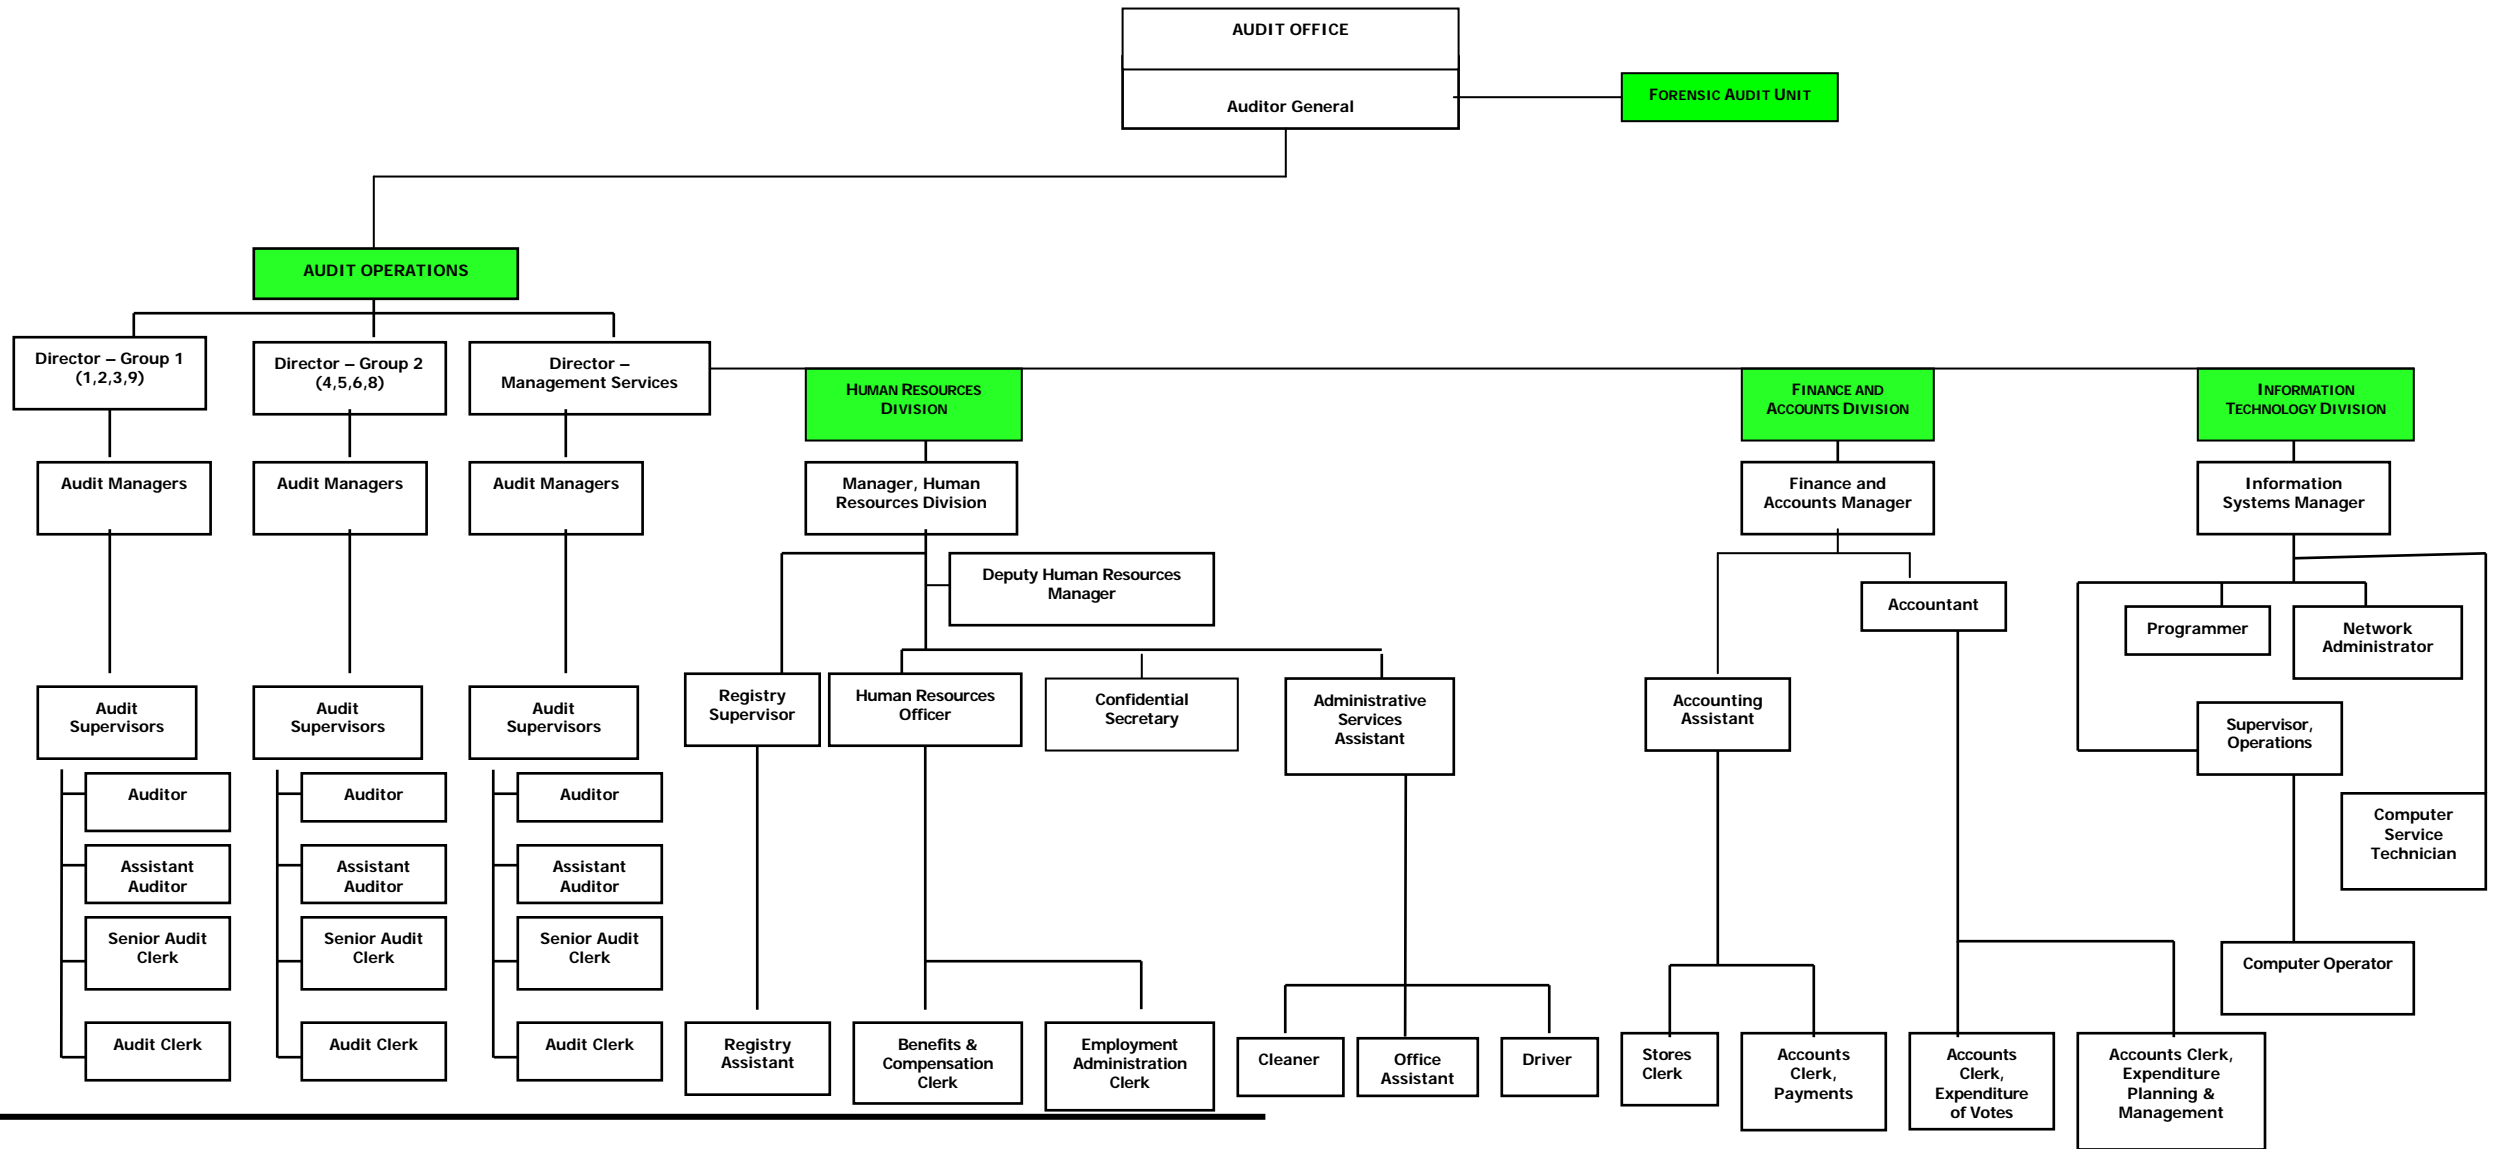 AUDIT OFFICE
Auditor General
FORENSIC AUDIT UNIT
AUDIT OPERATIONS
Director – Group 1
(1,2,3,9)
Director – Group 2
(4,5,6,8)
Director –
Management Services
HUMAN RESOURCES
DIVISION
FINANCE AND
ACCOUNTS DIVISION
INFORMATION
TECHNOLOGY DIVISION
Audit Managers
Audit Managers
Audit Managers
Manager, Human
Resources Division
Finance and
Accounts Manager
Information
Systems Manager
Deputy Human Resources
Manager
Accountant
Programmer
Network
Administrator
Audit
Supervisors
Audit
Supervisors
Audit
Supervisors
Registry
Supervisor
Human Resources
Officer
Confidential
Secretary
Administrative
Services
Assistant
Accounting
Assistant
Supervisor,
Operations
Auditor
Auditor
Auditor
Computer
Service
Technician
Assistant
Auditor
Assistant
Auditor
Assistant
Auditor
Senior Audit
Clerk
Senior Audit
Clerk
Senior Audit
Clerk
Computer Operator
Audit Clerk
Audit Clerk
Audit Clerk
Registry
Assistant
Benefits &
Compensation
Clerk
Employment
Administration
Clerk
Cleaner
Office
Assistant
Driver
Stores
Clerk
Accounts
Clerk,
Payments
Accounts
Clerk,
Expenditure
of Votes
Accounts Clerk,
Expenditure
Planning &
Management